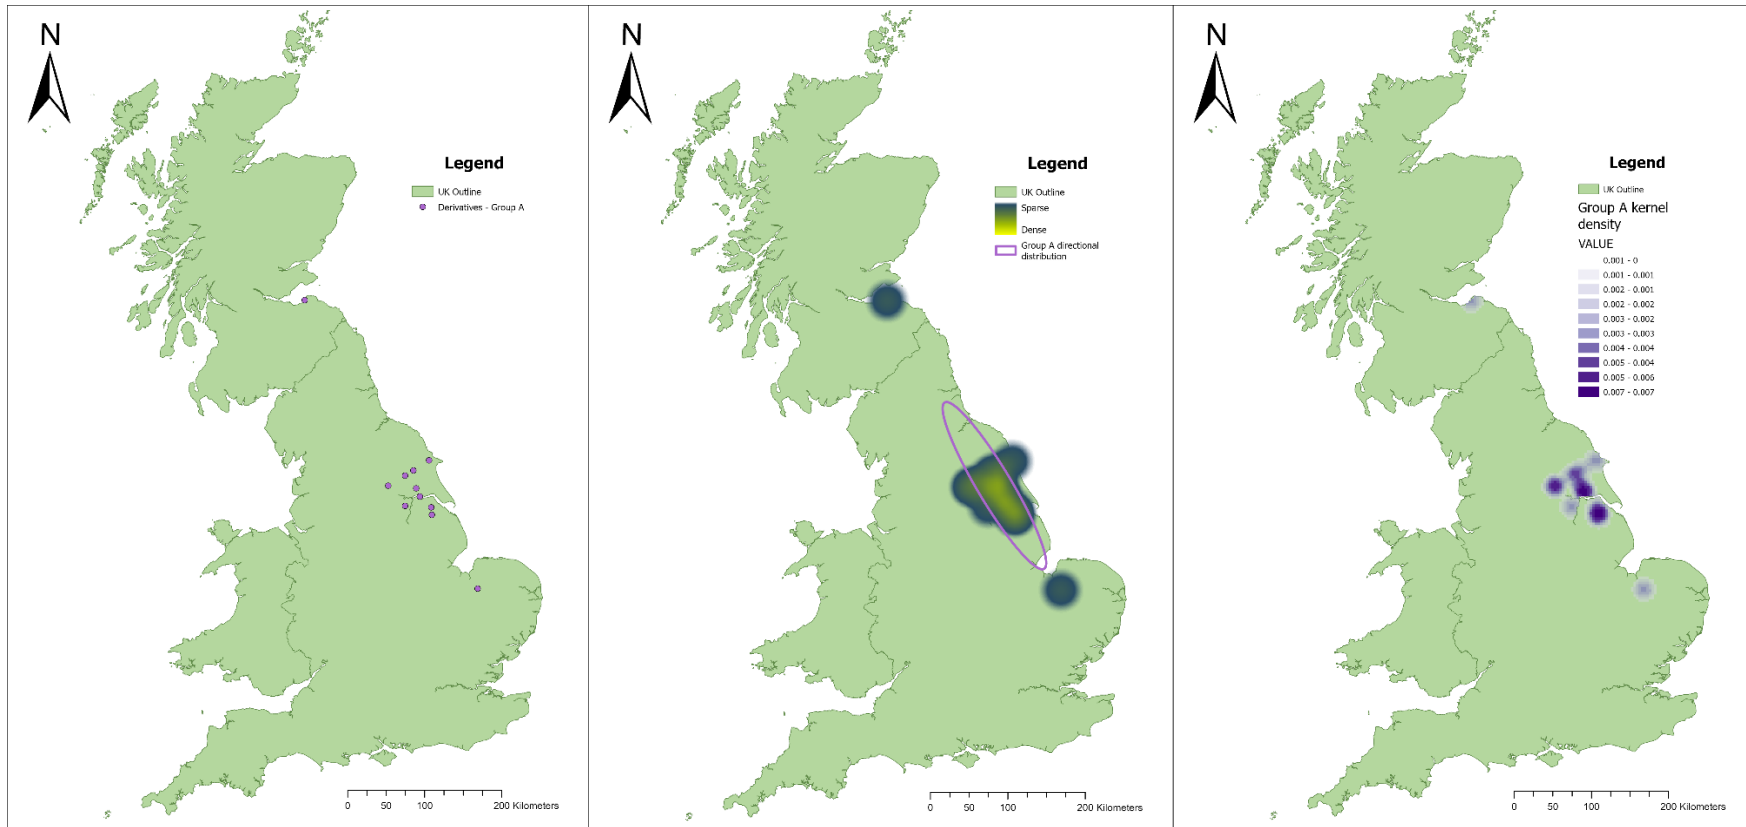 N
Legend
UK Outline
Derivatives - Group A
0 50 100 200 Kilometers
N
Legend
UK Outline
Sparse
Dense
Group A directional
distribution
0 50 100 200 Kilometers
N
Legend
UK Outline
Group A kernel
density
VALUE
0.001 - 0
0.001 - 0.001
0.002 - 0.001
0.002 - 0.002
0.003 - 0.002
0.003 - 0.003
0.004 - 0.004
0.005 - 0.004
0.005 - 0.006
0.007 - 0.007
0 50 100 200 Kilometers